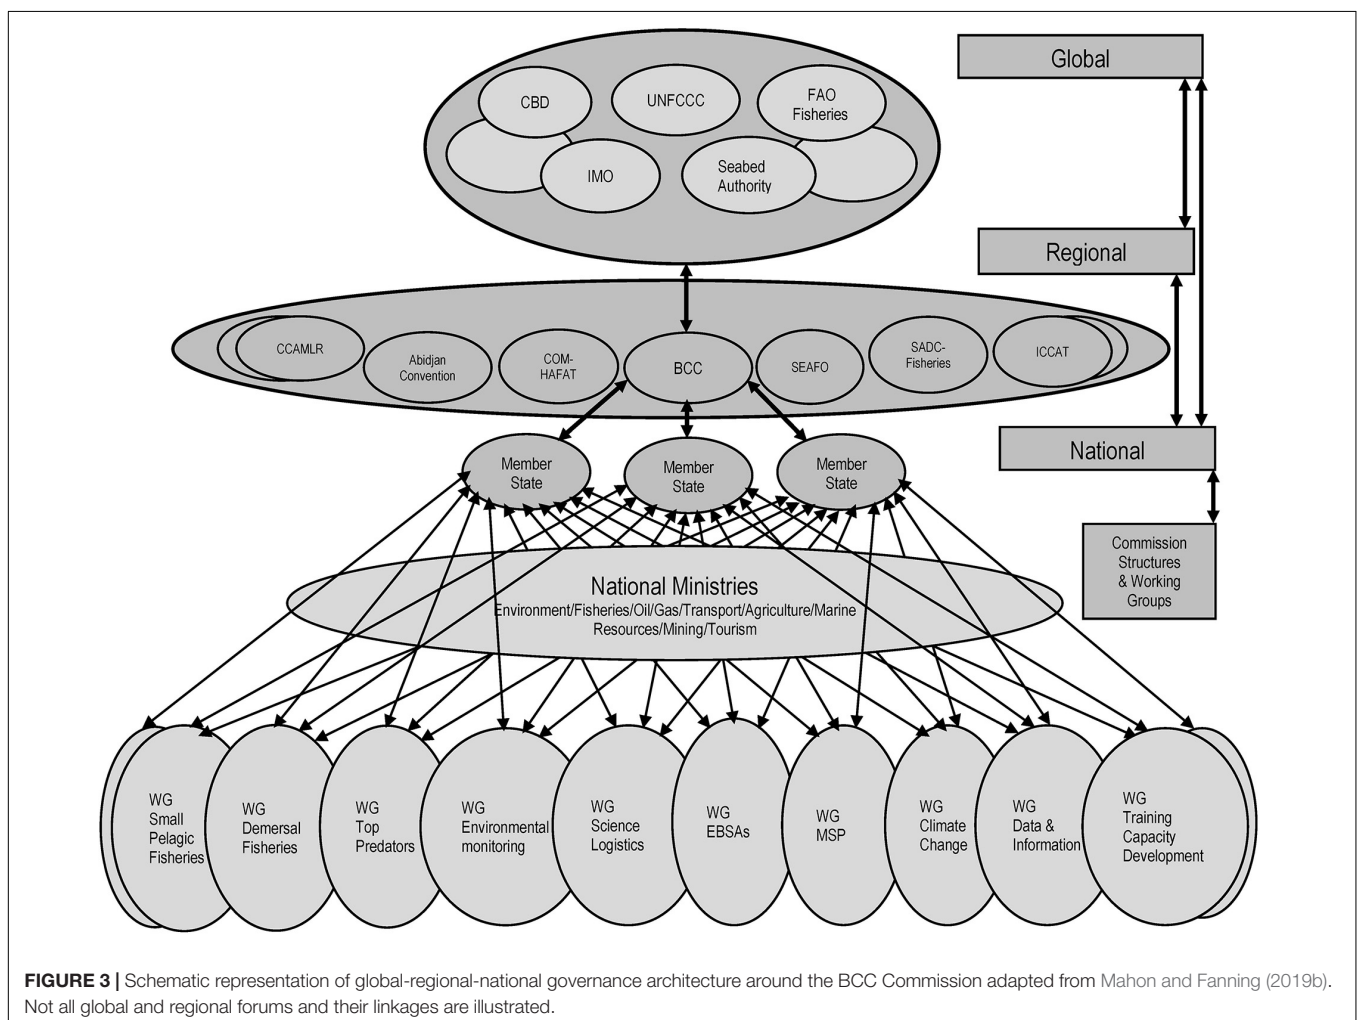 Global
CBD
UNFCCC
FAO
Fisheries
IMO
Seabed
Authority
Regional
CCAMLR
Abidjan
Convention
COM-
HAFAT
BCC
SEAFO
SADC-
Fisheries
ICCAT
National
Member
State
Member
State
Member
State
Commission
Structures
& Working
Groups
National Ministries
Environment/Fisheries/Oil/Gas/Transport/Agriculture/Marine
Resources/Mining/Tourism
WG
Small
Pelagic
Fisheries
WG
Demersal
Fisheries
WG
Top
Predators
WG
Environmental
monitoring
WG
Science
Logistics
WG
EBSAs
WG
MSP
WG
Climate
Change
WG
Data &
Information
WG
Training
Capacity
Development
FIGURE 3 | Schematic representation of global-regional-national governance architecture around the BCC Commission adapted from Mahon and Fanning (2019b).
Not all global and regional forums and their linkages are illustrated.